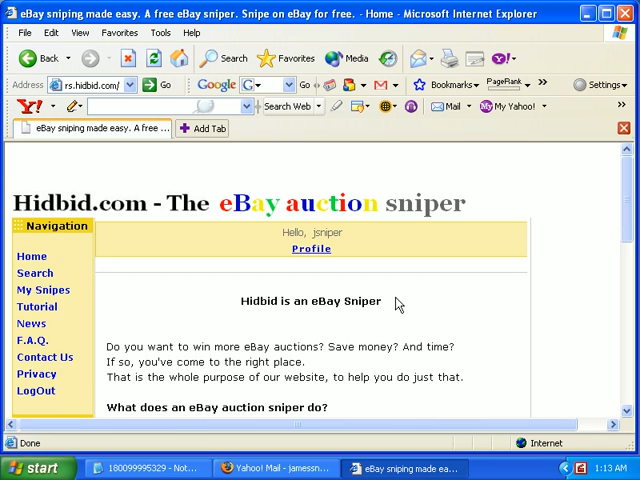 eBay sniping made easy. A free eBay sniper. Snipe on eBay for free. - Home - Microsoft Internet Explorer
File Edit View Favorites Tools Help
Back Search Favorites Media Y!
Address rs.hidbid.com/ Go Google G Go Bookmarks PageRank » Settings
Y! Search Web Mail My Yahoo! »
eBay sniping made easy. A free ... Add Tab
Hidbid.com - The eBay auction sniper
Navigation
Hello, jsniper
Profile
Home
Search
My Snipes
Tutorial
News
F.A.Q.
Contact Us
Privacy
LogOut
Hidbid is an eBay Sniper
Do you want to win more eBay auctions? Save money? And time?
If so, you've come to the right place.
That is the whole purpose of our website, to help you do just that.
What does an eBay auction sniper do?
Done Internet
start 180099995329 - Not... Yahoo! Mail - jamessn... eBay sniping made ea... 1:13 AM